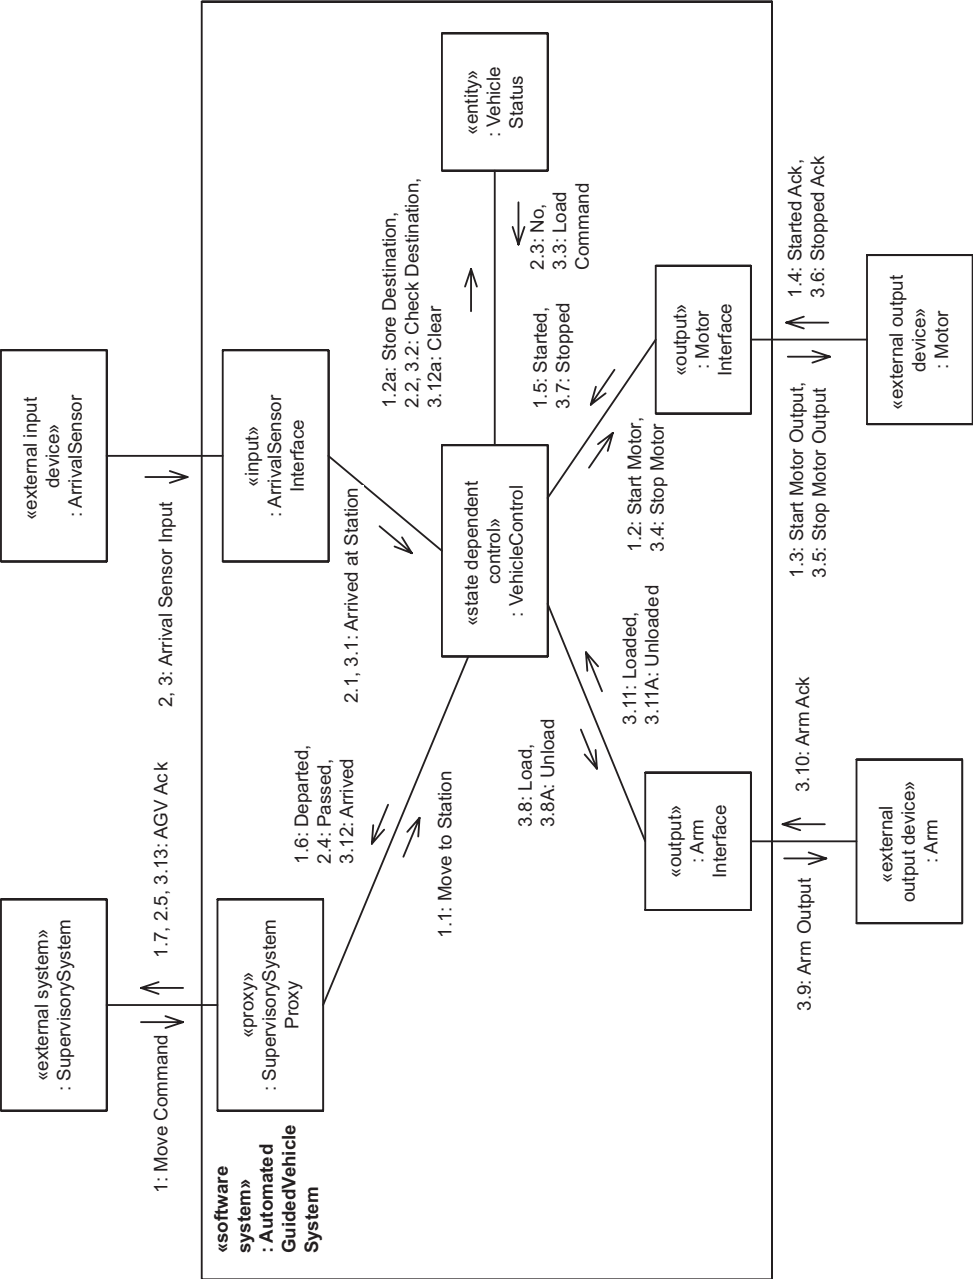 «external system»
: SupervisorySystem
«external input
device»
: ArrivalSensor
1: Move Command
1.7, 2.5, 3.13: AGV Ack
2, 3: Arrival Sensor Input
«software
system»
: Automated
GuidedVehicle
System
«proxy»
: SupervisorySystem
Proxy
«input»
: ArrivalSensor
Interface
1.6: Departed,
2.4: Passed,
3.12: Arrived
1.1: Move to Station
2.1, 3.1: Arrived at Station
1.2a: Store Destination,
2.2, 3.2: Check Destination,
3.12a: Clear
«state dependent
control»
: VehicleControl
«entity»
: Vehicle
Status
2.3: No,
3.3: Load
Command
3.8: Load,
3.8A: Unload
3.11: Loaded,
3.11A: Unloaded
1.5: Started,
3.7: Stopped
1.2: Start Motor,
3.4: Stop Motor
«output»
: Arm
Interface
«output»
: Motor
Interface
3.9: Arm Output
3.10: Arm Ack
1.3: Start Motor Output,
3.5: Stop Motor Output
1.4: Started Ack,
3.6: Stopped Ack
«external
output device»
: Arm
«external output
device»
: Motor